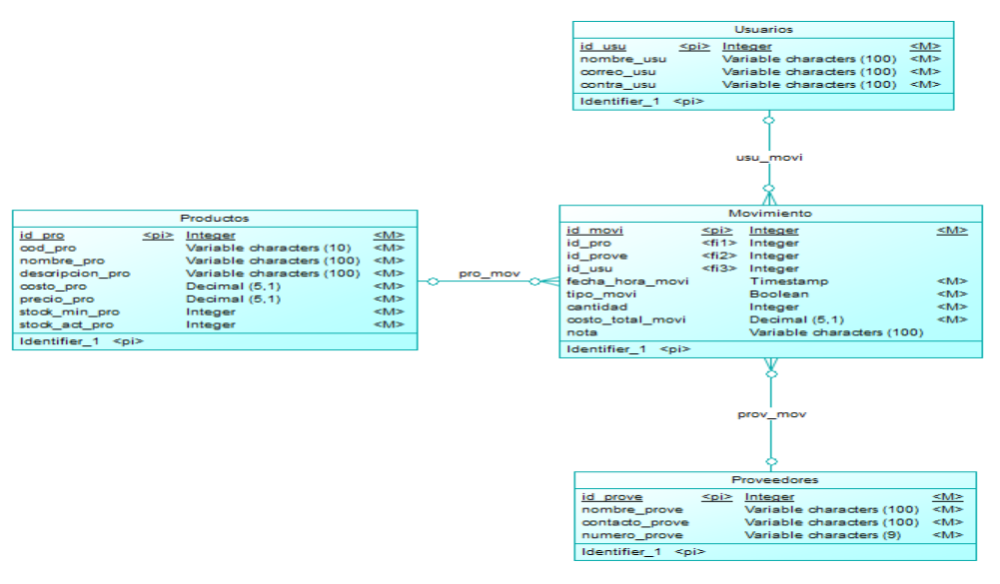 Usuarios
id_usu <pi> Integer <M>
nombre_usu Variable characters (100) <M>
correo_usu Variable characters (100) <M>
contra_usu Variable characters (100) <M>
Identifier_1 <pi>
usu_movi
Productos
id_pro <pi> Integer <M>
cod_pro Variable characters (10) <M>
nombre_pro Variable characters (100) <M>
descripcion_pro Variable characters (100) <M>
costo_pro Decimal (5,1) <M>
precio_pro Decimal (5,1) <M>
stock_min_pro Integer <M>
stock_act_pro Integer <M>
Identifier_1 <pi>
pro_mov
Movimiento
id_movi <pi> Integer <M>
id_pro <fi1> Integer
id_prove <fi2> Integer
id_usu <fi3> Integer
fecha_hora_movi Timestamp <M>
tipo_movi Boolean <M>
cantidad Integer <M>
costo_total_movi Decimal (5,1) <M>
nota Variable characters (100)
Identifier_1 <pi>
prov_mov
Proveedores
id_prove <pi> Integer <M>
nombre_prove Variable characters (100) <M>
contacto_prove Variable characters (100) <M>
numero_prove Variable characters (9) <M>
Identifier_1 <pi>